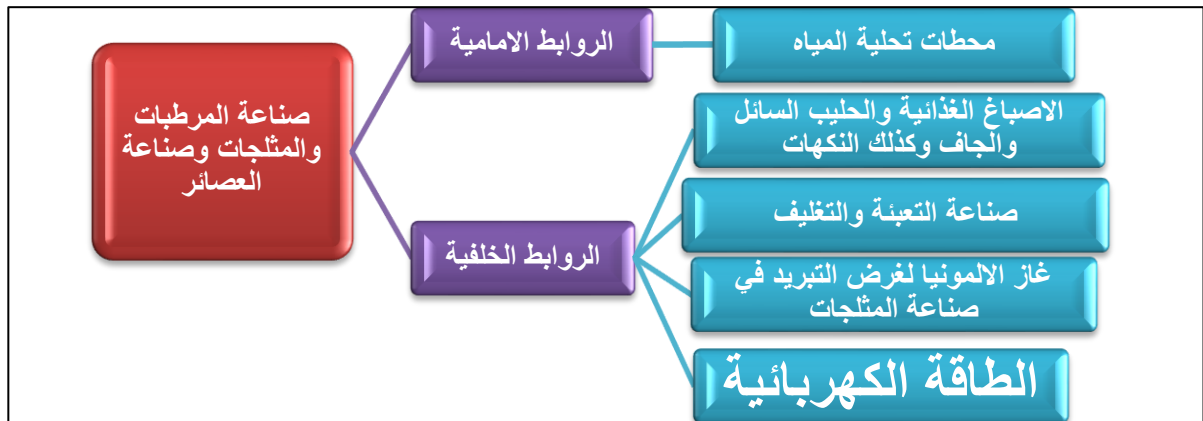 صناعة المرطبات
والمثلجات وصناعة
العصائر
الروابط الامامية
محطات تحلية المياه
الروابط الخلفية
الاصباغ الغذائية والحليب السائل
والجاف وكذلك النكهات
صناعة التعبئة والتغليف
غاز الالمونيا لغرض التبريد في
صناعة المثلجات
الطاقة الكهربائية